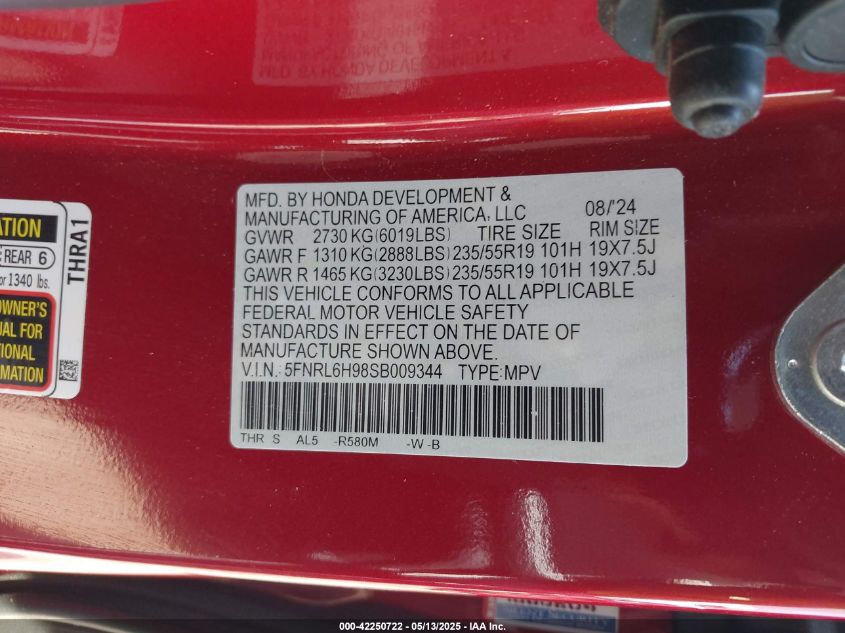 MFD. BY HONDA DEVELOPMENT &
MANUFACTURING OF AMERICA, LLC 08/'24
GVWR 2730 KG(6019LBS) TIRE SIZE RIM SIZE
GAWR F 1310 KG(2888LBS) 235/55R19 101H 19X7.5J
GAWR R 1465 KG(3230LBS) 235/55R19 101H 19X7.5J
THIS VEHICLE CONFORMS TO ALL APPLICABLE
FEDERAL MOTOR VEHICLE SAFETY
STANDARDS IN EFFECT ON THE DATE OF
MANUFACTURE SHOWN ABOVE.
V.I.N.: 5FNRL6H98SB009344 TYPE:MPV
THR S AL5 -R580M -W-B
REAR 6
1340 lbs.
OWNER'S
FOR
THRA1
000-42250722 - 05/13/2025 - IAA Inc.